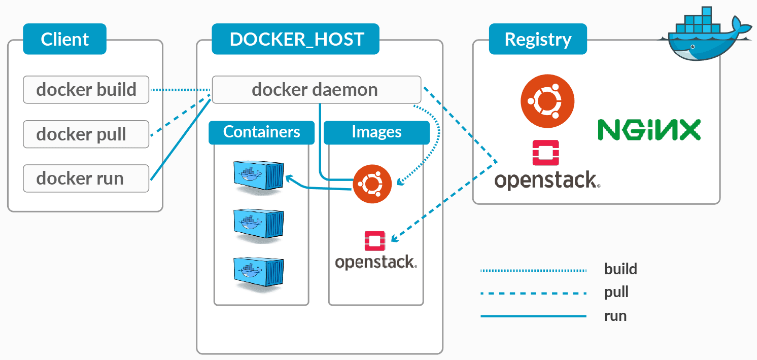 Client
docker build
docker pull
docker run
DOCKER_HOST
docker daemon
Containers
Images
openstack.
Registry
NGINX
openstack.
build
pull
run